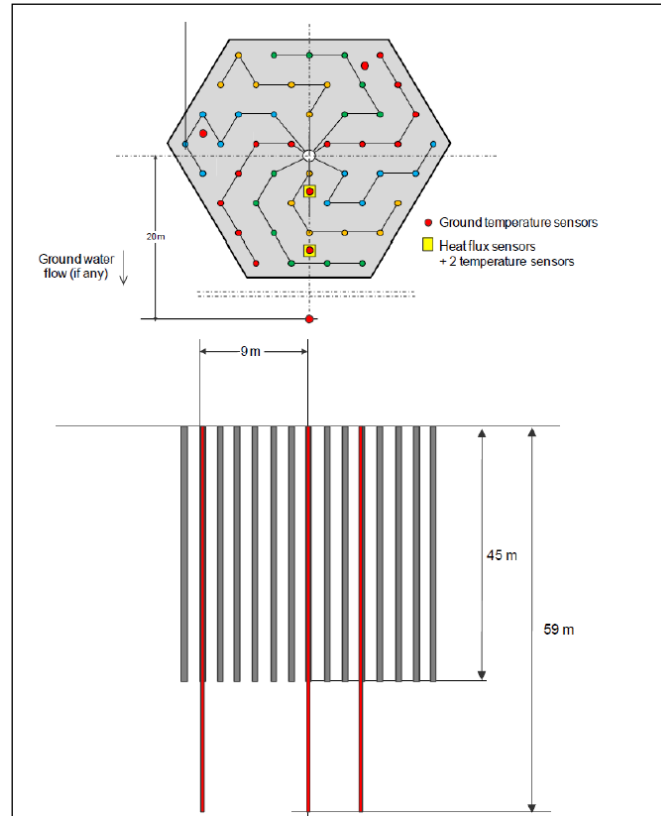 20m
Ground water
flow (if any)
Ground temperature sensors
Heat flux sensors
+ 2 temperature sensors
9 m
45 m
59 m